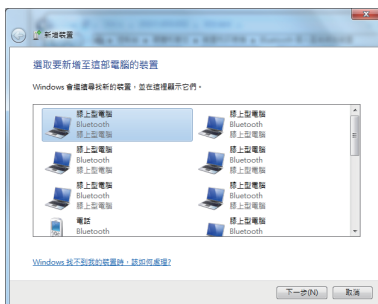 新增裝置
選取要新增至這部電腦的裝置
Windows 會繼續尋找新的裝置，並在這裡顯示它們。
膝上型電腦
Bluetooth
膝上型電腦
膝上型電腦
Bluetooth
膝上型電腦
膝上型電腦
Bluetooth
膝上型電腦
膝上型電腦
Bluetooth
膝上型電腦
膝上型電腦
Bluetooth
膝上型電腦
膝上型電腦
Bluetooth
膝上型電腦
電話
Bluetooth
膝上型電腦
Bluetooth
Windows 找不到我的裝置時，該如何處理?
下一步(N)
取消